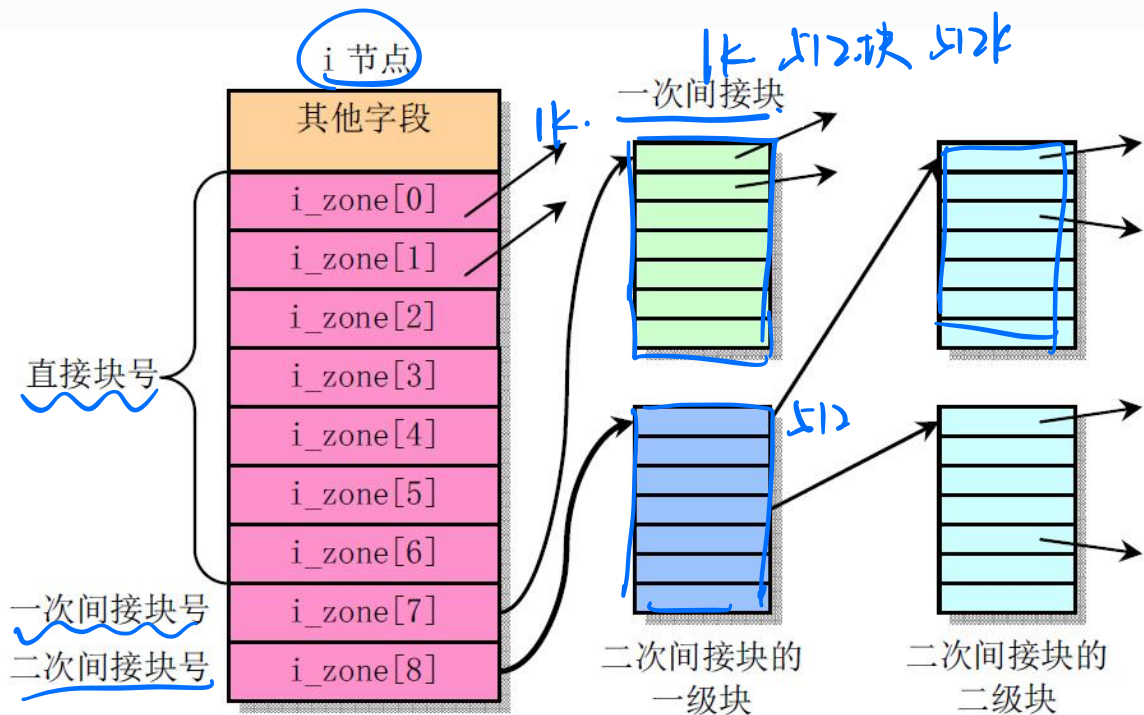 i 节点
1k 512块 512k
一次间接块
其他字段
1k.
i_zone[0]
i_zone[1]
i_zone[2]
i_zone[3]
直接块号
i_zone[4]
512
i_zone[5]
i_zone[6]
一次间接块号
i_zone[7]
二次间接块号
i_zone[8]
二次间接块的
一级块
二次间接块的
二级块